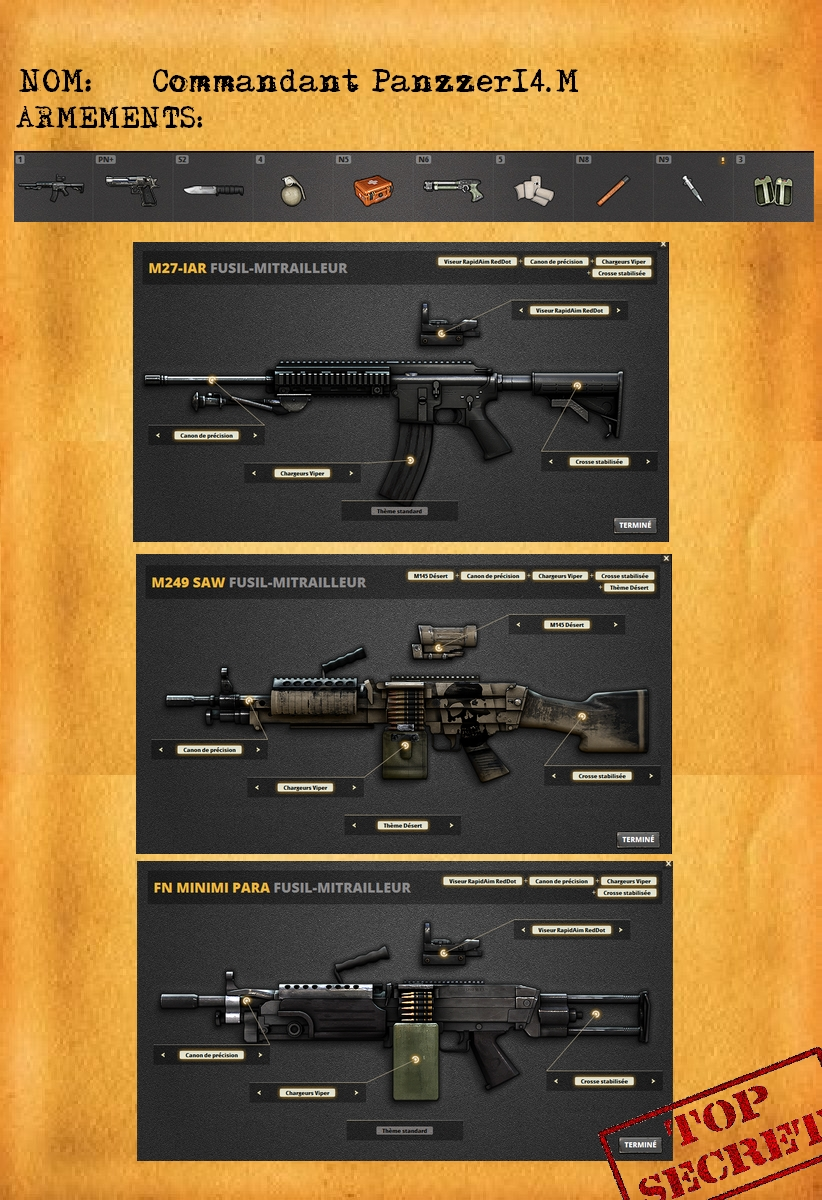 NOM: Commandant PanzzerI4.M
ARMEMENTS:
1 PN+ S2 4 N5 N6 5 N8 N9 3
M27-IAR FUSIL-MITRAILLEUR
Viseur RapidAim RedDot + Canon de précision + Chargeurs Viper
+ Crosse stabilisée
Viseur RapidAim RedDot
Canon de précision
Crosse stabilisée
Chargeurs Viper
Thème standard
TERMINÉ
M249 SAW FUSIL-MITRAILLEUR
M145 Désert + Canon de précision + Chargeurs Viper + Crosse stabilisée
+ Thème Désert
M145 Désert
Canon de précision
Crosse stabilisée
Chargeurs Viper
Thème Désert
TERMINÉ
FN MINIMI PARA FUSIL-MITRAILLEUR
Viseur RapidAim RedDot + Canon de précision + Chargeurs Viper
+ Crosse stabilisée
Viseur RapidAim RedDot
Canon de précision
Crosse stabilisée
Chargeurs Viper
Thème standard
TERMINÉ
TOP
SECRET